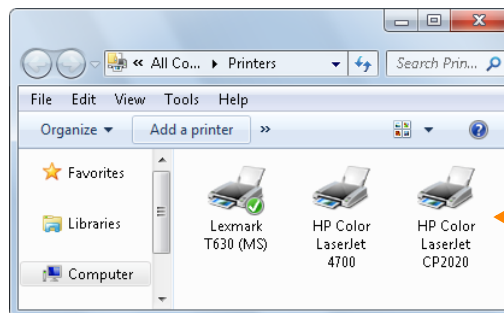 « All Co... ▸ Printers
Search Prin...
File Edit View Tools Help
Organize ▾ Add a printer »
Favorites
Libraries
Computer
Lexmark
T630 (MS)
HP Color
LaserJet
4700
HP Color
LaserJet
CP2020